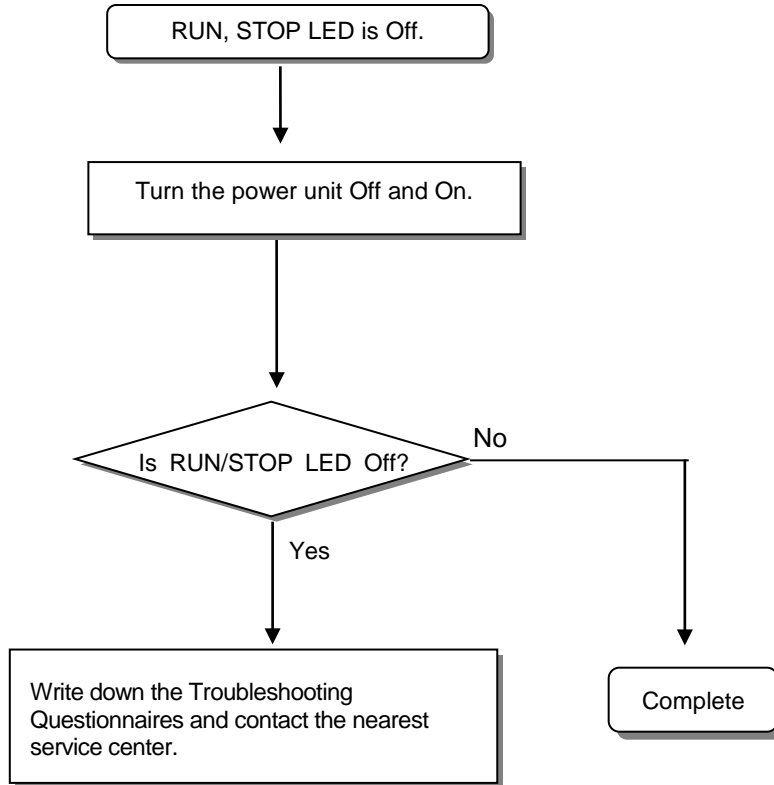 RUN, STOP LED is Off.
Turn the power unit Off and On.
Is RUN/STOP LED Off?
No
Yes
Write down the Troubleshooting
Questionnaires and contact the nearest
service center.
Complete